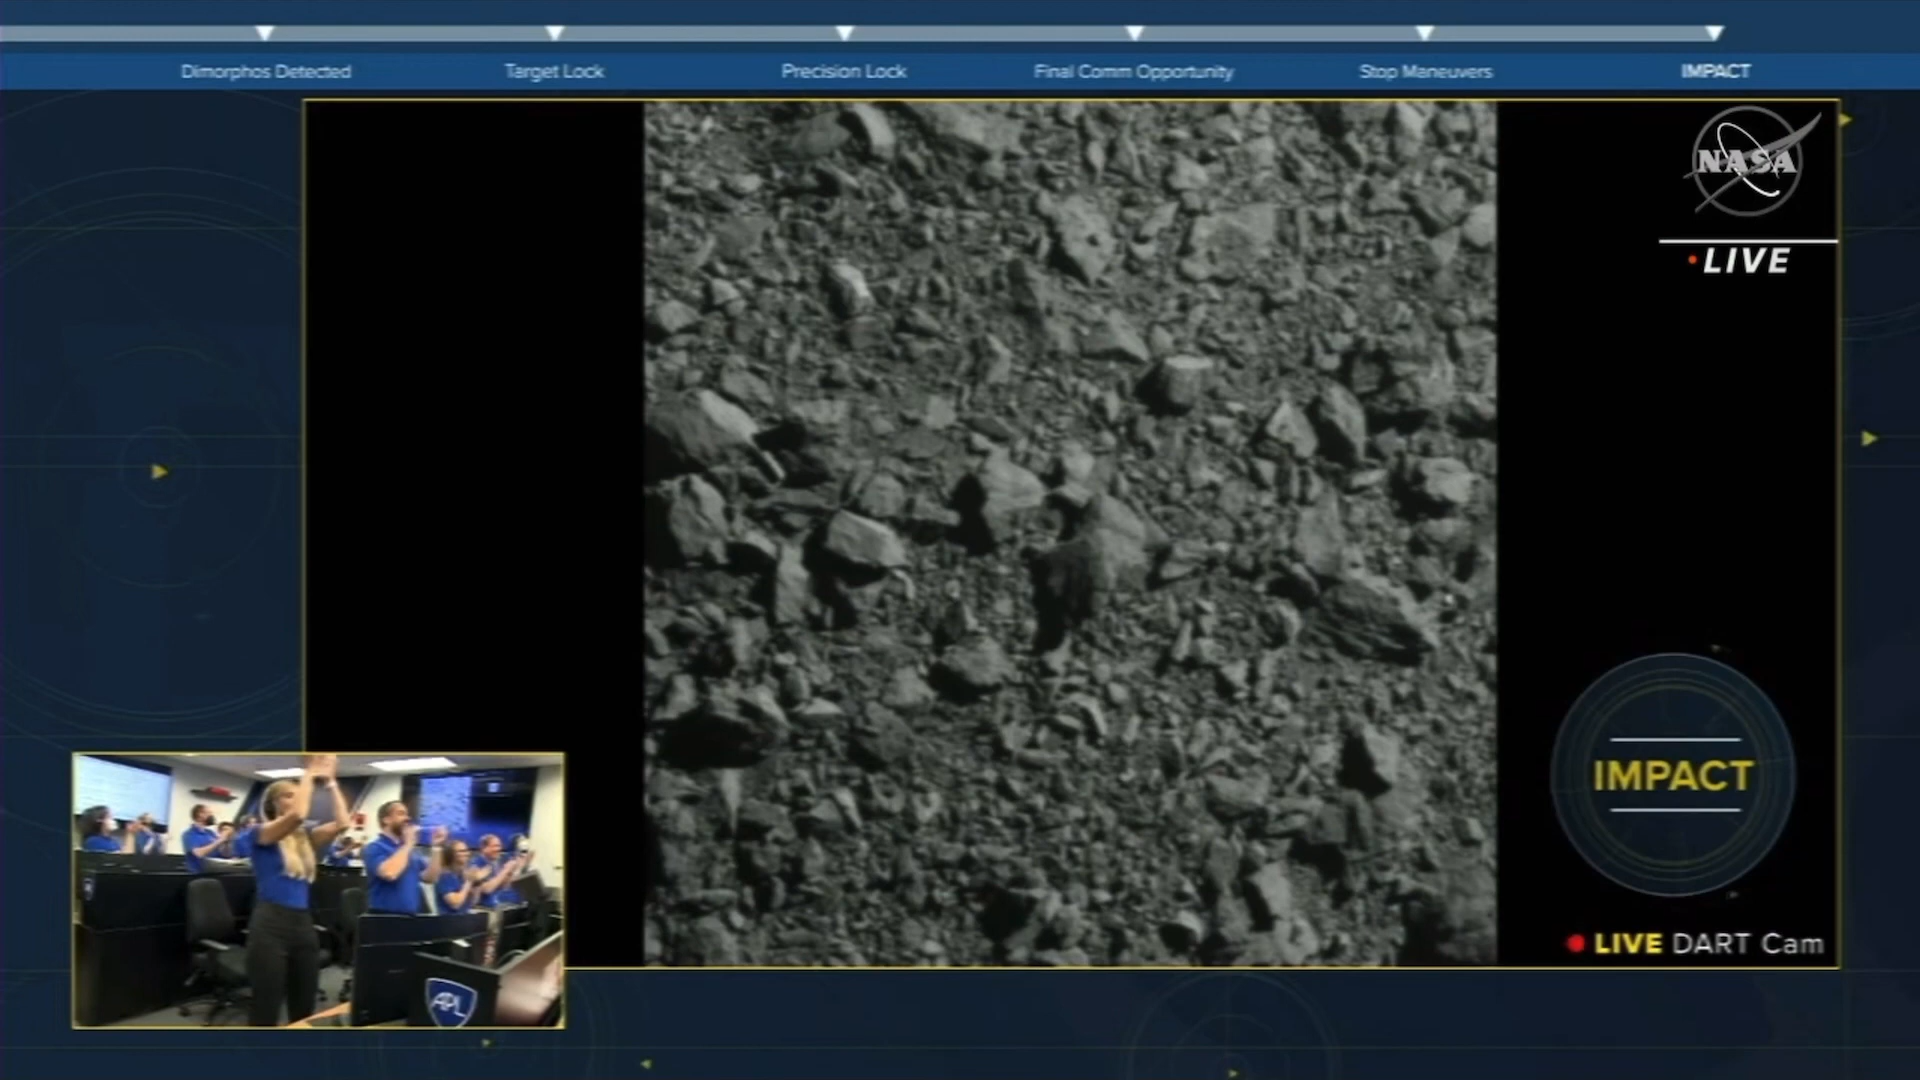 Dimorphos Detected
Target Lock
Precision Lock
Final Comm Opportunity
Stop Maneuvers
IMPACT
NASA
LIVE
IMPACT
LIVE DART Cam
APL